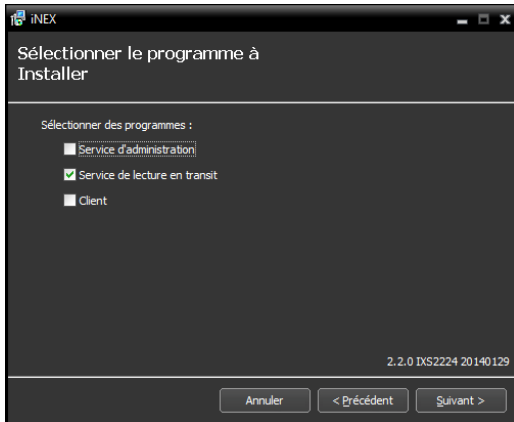 iNEX
Sélectionner le programme à
Installer
Sélectionner des programmes :
Service d'administration
Service de lecture en transit
Client
2.2.0 IXS2224 20140129
Annuler
< Précédent
Suivant >